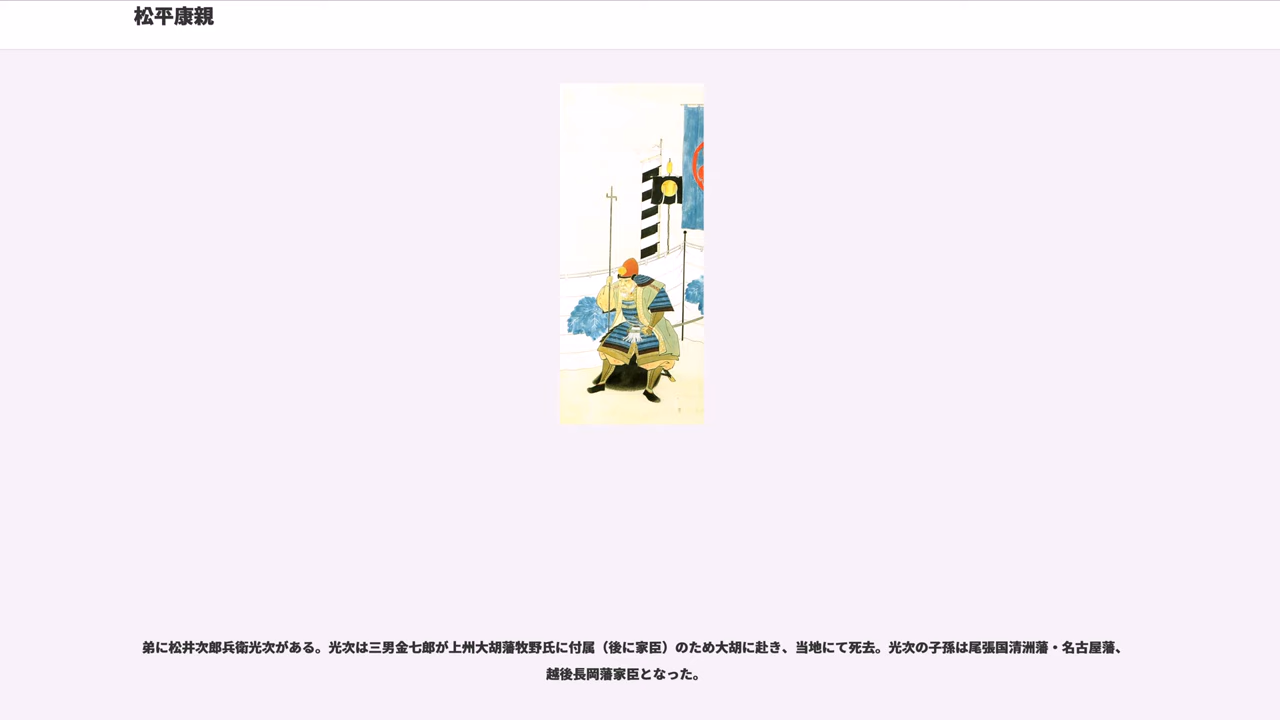 松平康親
弟に松井次郎兵衛光次がある。光次は三男金七郎が上州大胡藩牧野氏に付属（後に家臣）のため大胡に赴き、当地にて死去。光次の子孫は尾張国清洲藩・名古屋藩、
越後長岡藩家臣となった。